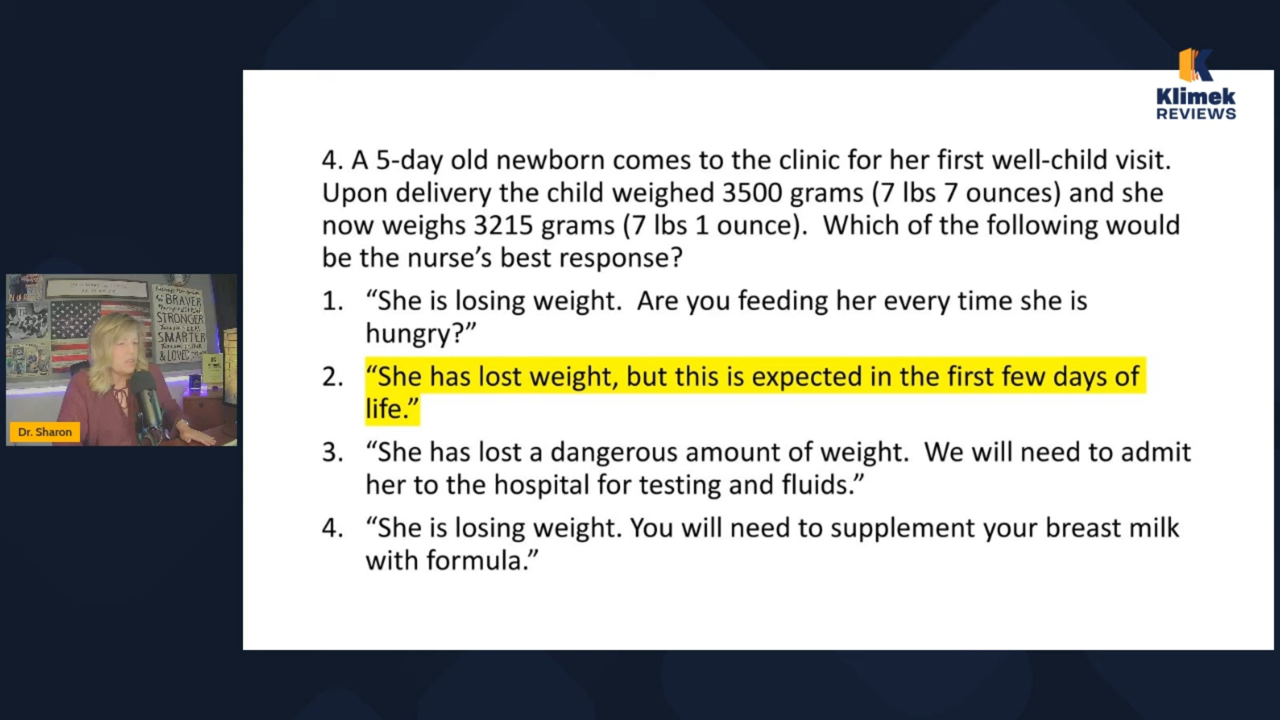 Klimek
REVIEWS
4. A 5-day old newborn comes to the clinic for her first well-child visit.
Upon delivery the child weighed 3500 grams (7 lbs 7 ounces) and she
now weighs 3215 grams (7 lbs 1 ounce).  Which of the following would
be the nurse’s best response?
1. “She is losing weight.  Are you feeding her every time she is
hungry?”
2. “She has lost weight, but this is expected in the first few days of
life.”
3. “She has lost a dangerous amount of weight.  We will need to admit
her to the hospital for testing and fluids.”
4. “She is losing weight. You will need to supplement your breast milk
with formula.”
BRAVER
STRONGER
SMARTER
& LOVED
Dr. Sharon